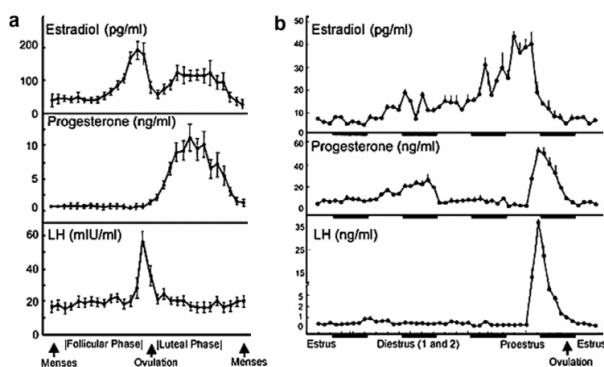 a
Estradiol (pg/ml)
200
100
0
Progesterone (ng/ml)
10
5
0
LH (mIU/ml)
60
40
20
0
|Follicular Phase| |Luteal Phase|
Menses Ovulation Menses
b
Estradiol (pg/ml)
50
40
30
20
10
0
Progesterone (ng/ml)
60
40
20
0
LH (ng/ml)
35
25
15
5
2
1
0
Estrus Diestrus (1 and 2) Proestrus Estrus
Ovulation